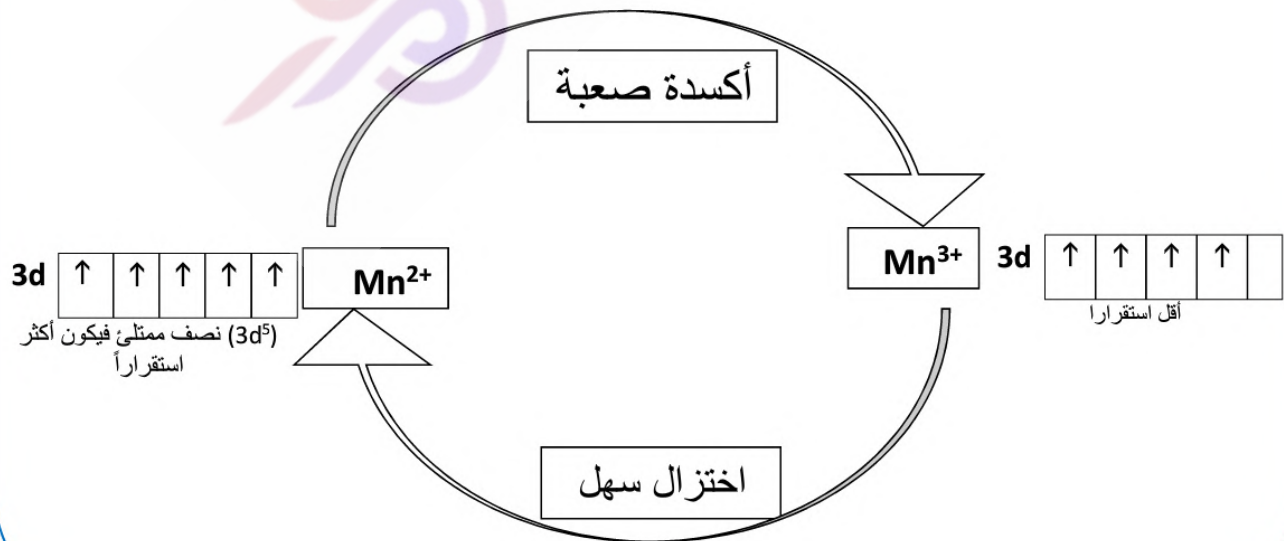 أكسدة صعبة
3d ↑ ↑ ↑ ↑ ↑ Mn²⁺
(3d⁵) نصف ممتلئ فيكون أكثر
استقراراً
Mn³⁺ 3d ↑ ↑ ↑ ↑
أقل استقرارا
اختزال سهل